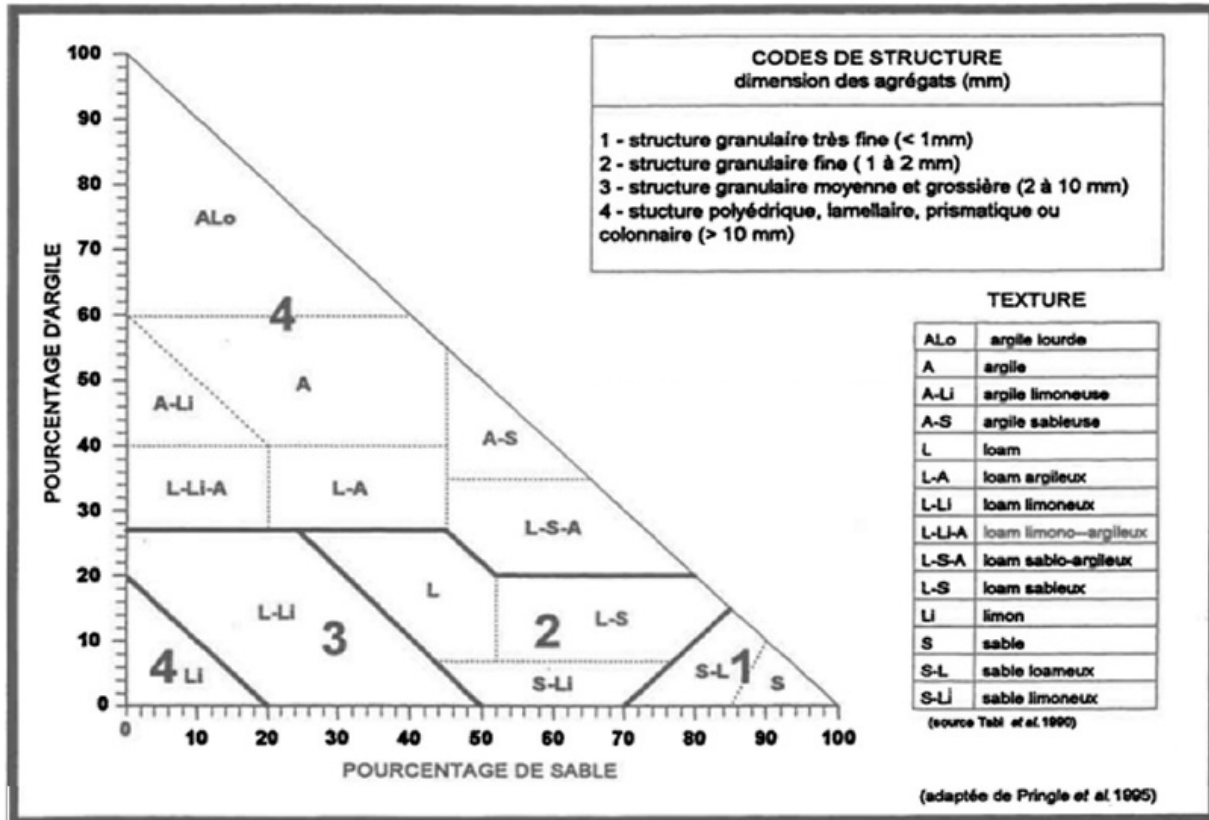 CODES DE STRUCTURE
dimension des agrégats (mm)
1 - structure granulaire très fine (< 1mm)
2 - structure granulaire fine ( 1 à 2 mm)
3 - structure granulaire moyenne et grossière (2 à 10 mm)
4 - stucture polyédrique, lamellaire, prismatique ou
colonnaire (> 10 mm)
POURCENTAGE D'ARGILE
100
90
80
70
60
50
40
30
20
10
0
ALo
4
A
A-Li
A-S
L-Li-A
L-A
L-S-A
L
L-Li
3
2
L-S
4 Li
S-Li
S-L
1
S
0 10 20 30 40 50 60 70 80 90 100
POURCENTAGE DE SABLE
TEXTURE
ALo argile lourde
A argile
A-Li argile limoneuse
A-S argile sableuse
L loam
L-A loam argileux
L-Li loam limoneux
L-Li-A loam limono--argileux
L-S-A loam sablo-argileux
L-S loam sableux
Li limon
S sable
S-L sable loameux
S-Li sable limoneux
(source Tabi et al. 1990)
(adaptée de Pringle et al. 1995)